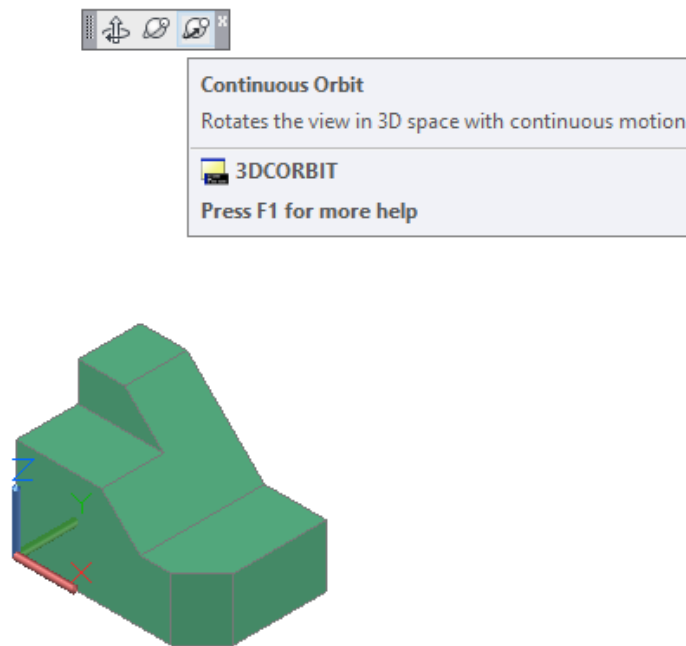 Continuous Orbit
Rotates the view in 3D space with continuous motion
3DCORBIT
Press F1 for more help
Z
Y
X